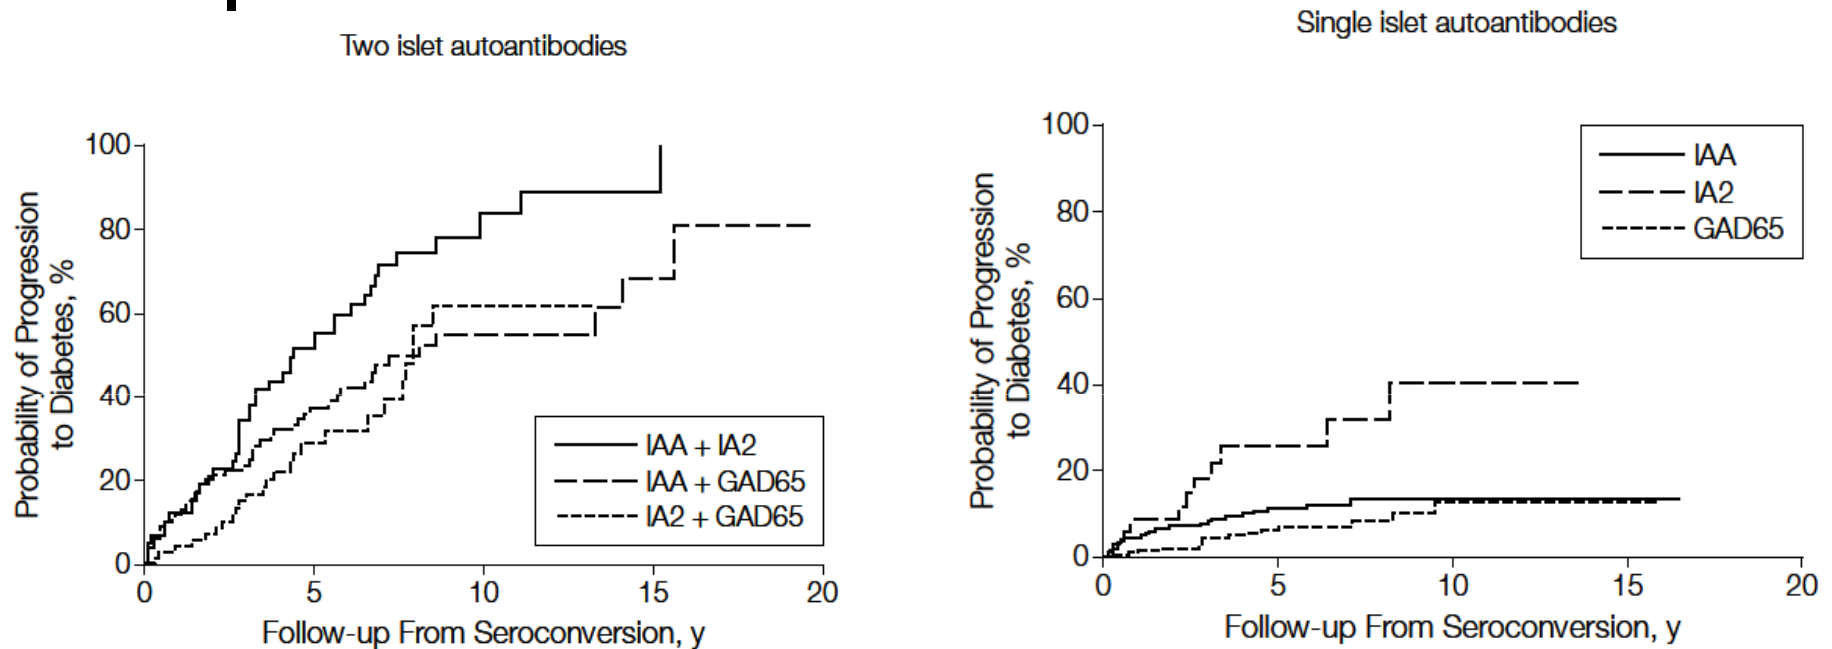 Two islet autoantibodies
Probability of Progression
to Diabetes, %
100
80
60
40
20
0
0 5 10 15 20
Follow-up From Seroconversion, y
IAA + IA2
IAA + GAD65
IA2 + GAD65
Single islet autoantibodies
Probability of Progression
to Diabetes, %
100
80
60
40
20
0
0 5 10 15 20
Follow-up From Seroconversion, y
IAA
IA2
GAD65